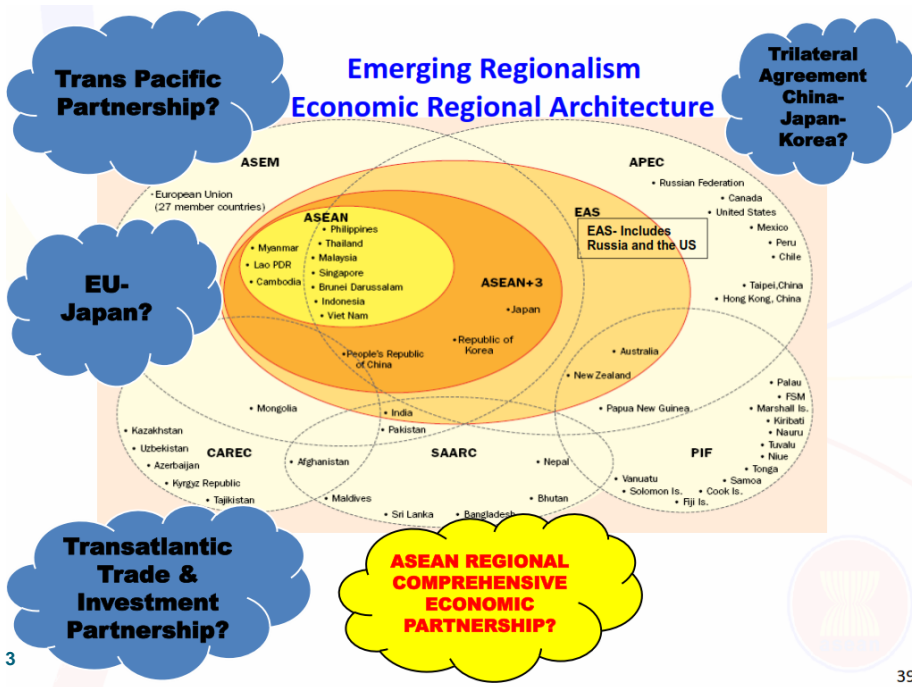 Trans Pacific
Partnership?
Emerging Regionalism
Economic Regional Architecture
Trilateral
Agreement
China-
Japan-
Korea?
ASEM
APEC
European Union
(27 member countries)
Russian Federation
Canada
United States
Mexico
Peru
Chile
Taipei,China
Hong Kong, China
EAS
EAS- Includes
Russia and the US
ASEAN
Philippines
Thailand
Malaysia
Singapore
Brunei Darussalam
Indonesia
Viet Nam
Myanmar
Lao PDR
Cambodia
ASEAN+3
Japan
Republic of
Korea
People's Republic
of China
EU-
Japan?
Australia
New Zealand
Papua New Guinea
Mongolia
India
Pakistan
Kazakhstan
Uzbekistan
Azerbaijan
Kyrgyz Republic
Tajikistan
CAREC
Afghanistan
SAARC
Nepal
Maldives
Bhutan
Sri Lanka
Bangladesh
PIF
Palau
FSM
Marshall Is.
Kiribati
Nauru
Tuvalu
Niue
Tonga
Samoa
Vanuatu
Solomon Is.
Cook Is.
Fiji Is.
Transatlantic
Trade &
Investment
Partnership?
ASEAN REGIONAL
COMPREHENSIVE
ECONOMIC
PARTNERSHIP?
3
39